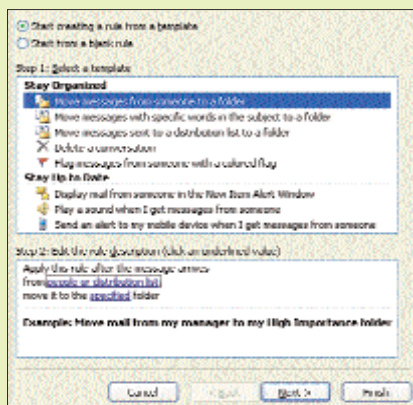 Start creating a rule from a template
Start from a blank rule
Step 1: Select a template
Stay Organized
Move messages from someone to a folder
Move messages with specific words in the subject to a folder
Move messages sent to a distribution list to a folder
Delete a conversation
Flag messages from someone with a colored flag
Stay Up to Date
Display mail from someone in the New Item Alert Window
Play a sound when I get messages from someone
Send an alert to my mobile device when I get messages from someone
Step 2: Edit the rule description (click an underlined value)
Apply this rule after the message arrives
from people or distribution list
move it to the specified folder
Example: Move mail from my manager to my High Importance folder
Cancel < Back Next > Finish